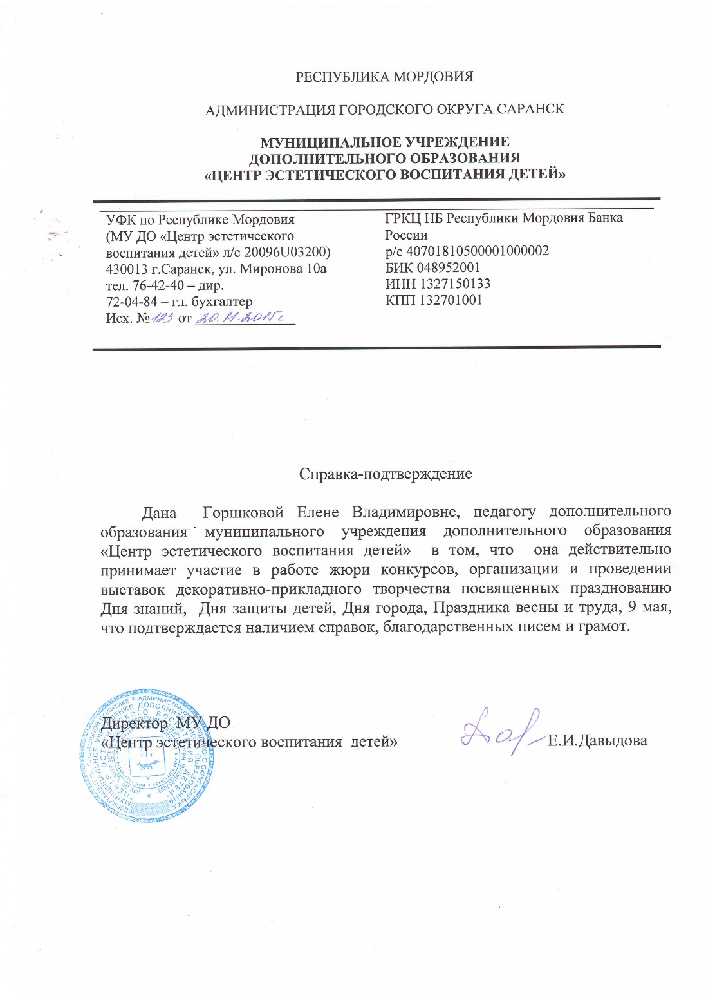 РЕСПУБЛИКА МОРДОВИЯ
АДМИНИСТРАЦИЯ ГОРОДСКОГО ОКРУГА САРАНСК
МУНИЦИПАЛЬНОЕ УЧРЕЖДЕНИЕ
ДОПОЛНИТЕЛЬНОГО ОБРАЗОВАНИЯ
«ЦЕНТР ЭСТЕТИЧЕСКОГО ВОСПИТАНИЯ ДЕТЕЙ»
УФК по Республике Мордовия
(МУ ДО «Центр эстетического
воспитания детей» л/с 20096U03200)
430013 г.Саранск, ул. Миронова 10а
тел. 76-42-40 – дир.
72-04-84 – гл. бухгалтер
Исх. №123 от 20.11.2015г
ГРКЦ НБ Республики Мордовия Банка
России
р/с 40701810500001000002
БИК 048952001
ИНН 1327150133
КПП 132701001
Справка-подтверждение
Дана Горшковой Елене Владимировне, педагогу дополнительного
образования муниципального учреждения дополнительного образования
«Центр эстетического воспитания детей» в том, что она действительно
принимает участие в работе жюри конкурсов, организации и проведении
выставок декоративно-прикладного творчества посвященных празднованию
Дня знаний, Дня защиты детей, Дня города, Праздника весны и труда, 9 мая,
что подтверждается наличием справок, благодарственных писем и грамот.
Директор МУ ДО
«Центр эстетического воспитания детей» Е.И.Давыдова